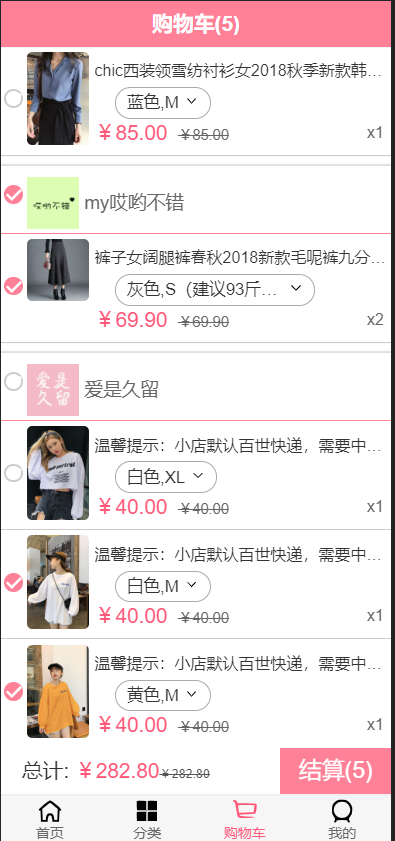 购物车(5)
chic西装领雪纺衬衫女2018秋季新款韩...
蓝色,M
¥85.00 ¥85.00 x1
哎哟不错 my哎哟不错
裤子女阔腿裤春秋2018新款毛呢裤九分...
灰色,S（建议93斤...
¥69.90 ¥69.90 x2
爱是
久留
爱是久留
温馨提示：小店默认百世快递，需要中...
白色,XL
¥40.00 ¥40.00 x1
温馨提示：小店默认百世快递，需要中...
白色,M
¥40.00 ¥40.00 x1
温馨提示：小店默认百世快递，需要中...
黄色,M
¥40.00 ¥40.00 x1
总计: ¥282.80 ¥282.80 结算(5)
首页 分类 购物车 我的